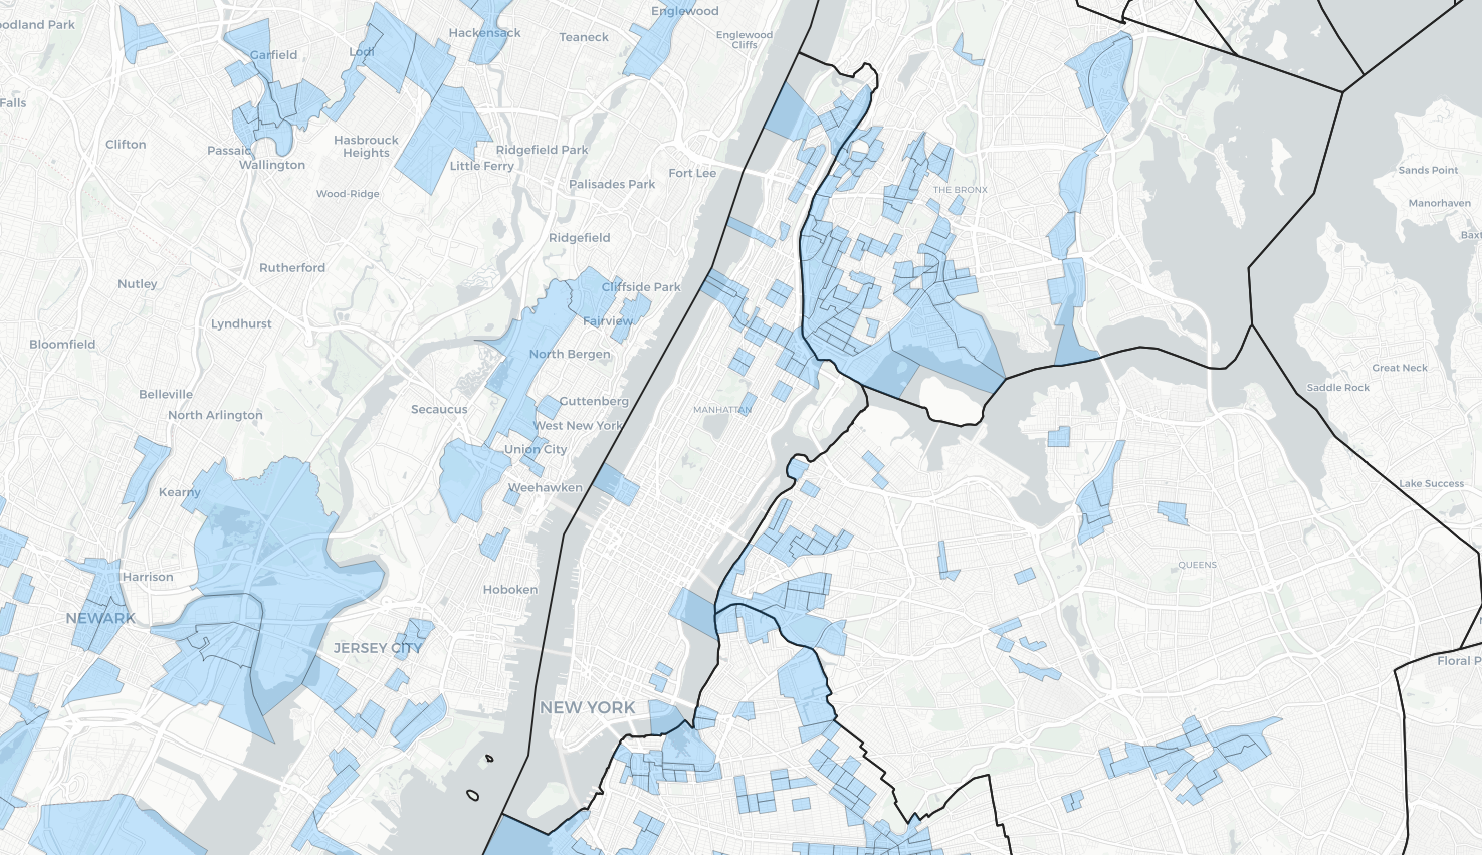 Englewood
oodland Park
Hackensack
Englewood
Cliffs
Teaneck
Garfield
Lodi
Falls
Clifton
Hasbrouck
Heights
Passaic
Wallington
Ridgefield Park
Little Ferry
Fort Lee
Sands Point
Palisades Park
Wood-Ridge
THE BRONX
Manorhaven
Ridgefield
Baxt
Rutherford
Nutley
Cliffside Park
Fairview
Lyndhurst
Bloomfield
North Bergen
Great Neck
Saddle Rock
Belleville
Guttenberg
Secaucus
MANHATTAN
North Arlington
West New York
Union City
Lake Success
Weehawken
Kearny
QUEENS
Harrison
Hoboken
NEWARK
JERSEY CITY
Floral P
NEW YORK